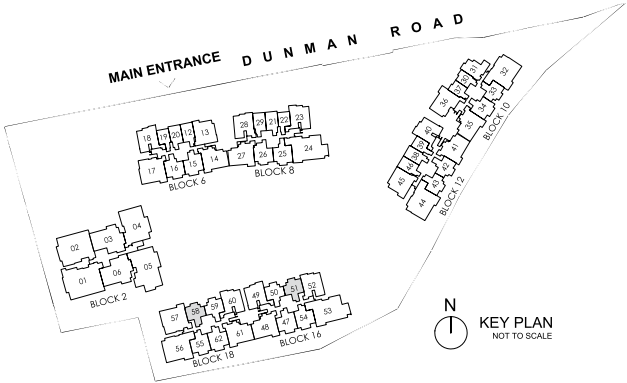 DUNMAN ROAD
MAIN ENTRANCE
18 19 20 12 13
17 16 15 14
BLOCK 6
28 29 21 22 23
27 26 25 24
BLOCK 8
31 32
30
37 33
36 34
35
BLOCK 10
40
39 41
38
46 42
45 43
44
BLOCK 12
02 03 04
01 06 05
BLOCK 2
57 58 59 60
56 55 62 61
BLOCK 18
49 50 51 52
48 47 54 53
BLOCK 16
N
KEY PLAN
NOT TO SCALE